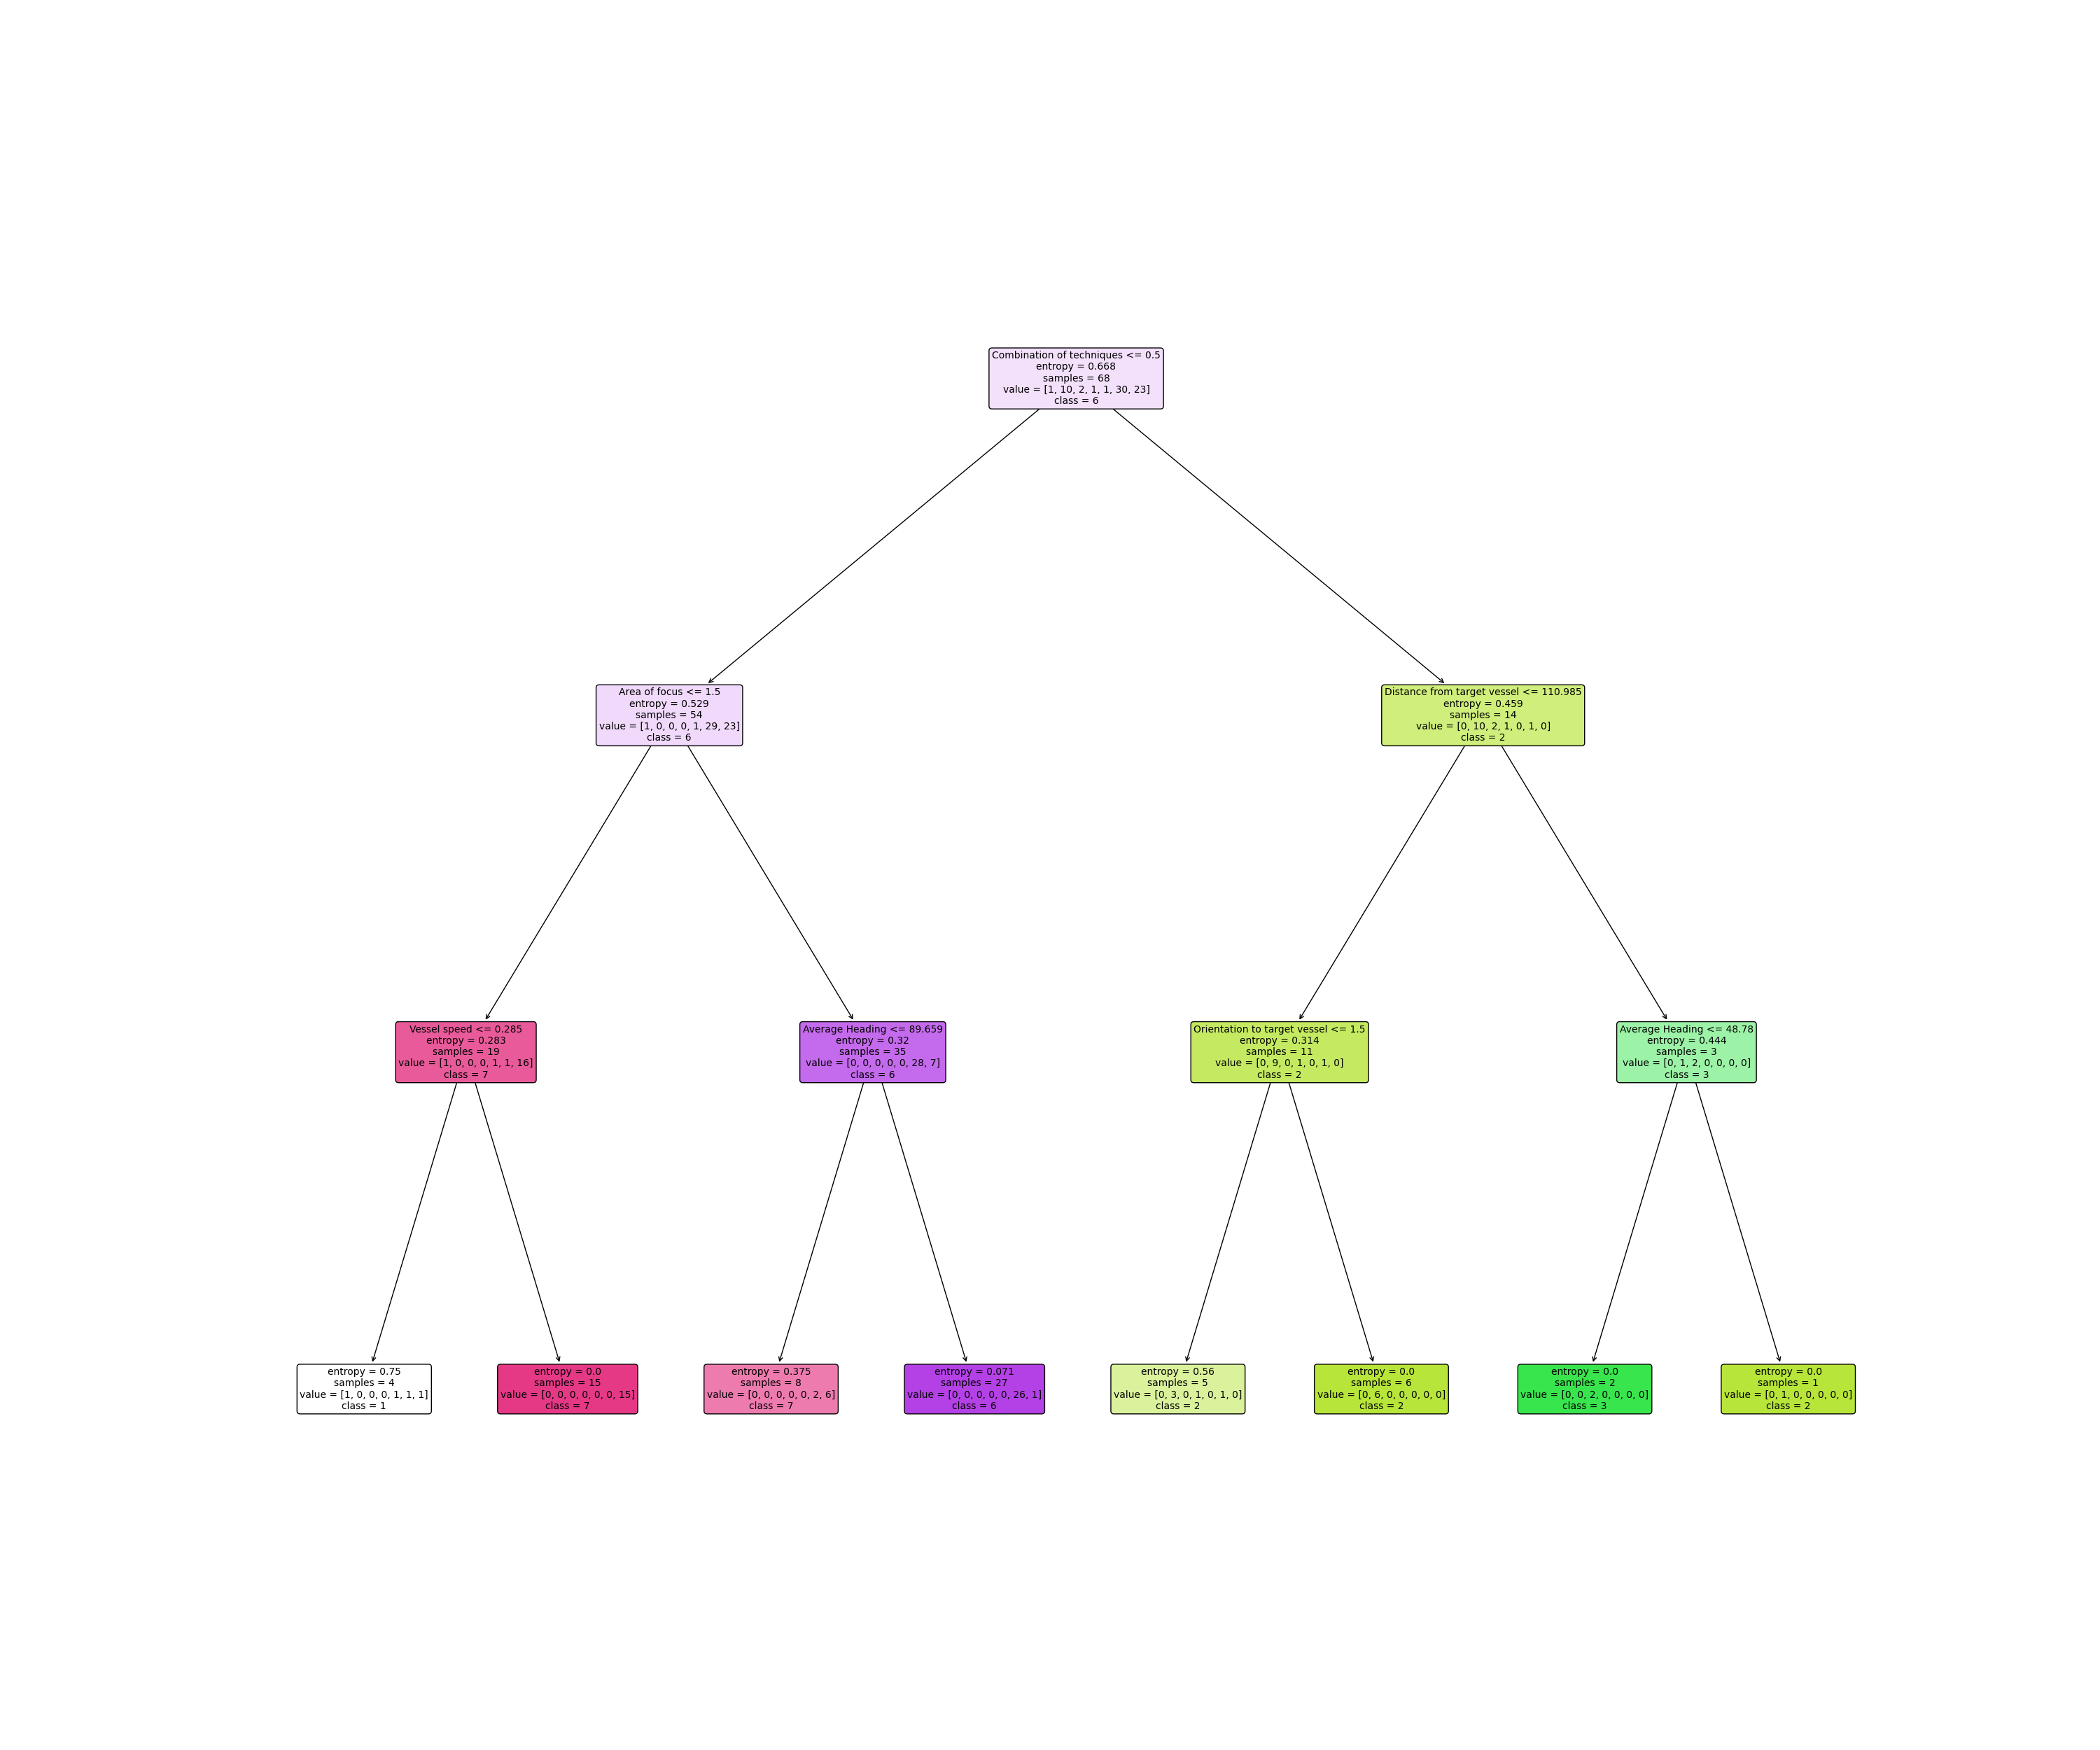 Combination of techniques <= 0.5
entropy = 0.668
samples = 68
value = [1, 10, 2, 1, 1, 30, 23]
class = 6
Area of focus <= 1.5
entropy = 0.529
samples = 54
value = [1, 0, 0, 0, 1, 29, 23]
class = 6
Distance from target vessel <= 110.985
entropy = 0.459
samples = 14
value = [0, 10, 2, 1, 0, 1, 0]
class = 2
Vessel speed <= 0.285
entropy = 0.283
samples = 19
value = [1, 0, 0, 0, 1, 1, 16]
class = 7
Average Heading <= 89.659
entropy = 0.32
samples = 35
value = [0, 0, 0, 0, 0, 28, 7]
class = 6
Orientation to target vessel <= 1.5
entropy = 0.314
samples = 11
value = [0, 9, 0, 1, 0, 1, 0]
class = 2
Average Heading <= 48.78
entropy = 0.444
samples = 3
value = [0, 1, 2, 0, 0, 0, 0]
class = 3
entropy = 0.75
samples = 4
value = [1, 0, 0, 0, 1, 1, 1]
class = 1
entropy = 0.0
samples = 15
value = [0, 0, 0, 0, 0, 0, 15]
class = 7
entropy = 0.375
samples = 8
value = [0, 0, 0, 0, 0, 2, 6]
class = 7
entropy = 0.071
samples = 27
value = [0, 0, 0, 0, 0, 26, 1]
class = 6
entropy = 0.56
samples = 5
value = [0, 3, 0, 1, 0, 1, 0]
class = 2
entropy = 0.0
samples = 6
value = [0, 6, 0, 0, 0, 0, 0]
class = 2
entropy = 0.0
samples = 2
value = [0, 0, 2, 0, 0, 0, 0]
class = 3
entropy = 0.0
samples = 1
value = [0, 1, 0, 0, 0, 0, 0]
class = 2